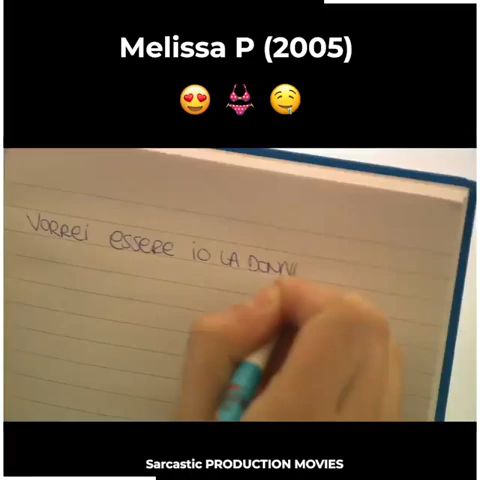 Melissa P (2005)
😍 👙 🤤
VORREI ESSERE IO LA DONN
Sarcastic PRODUCTION MOVIES